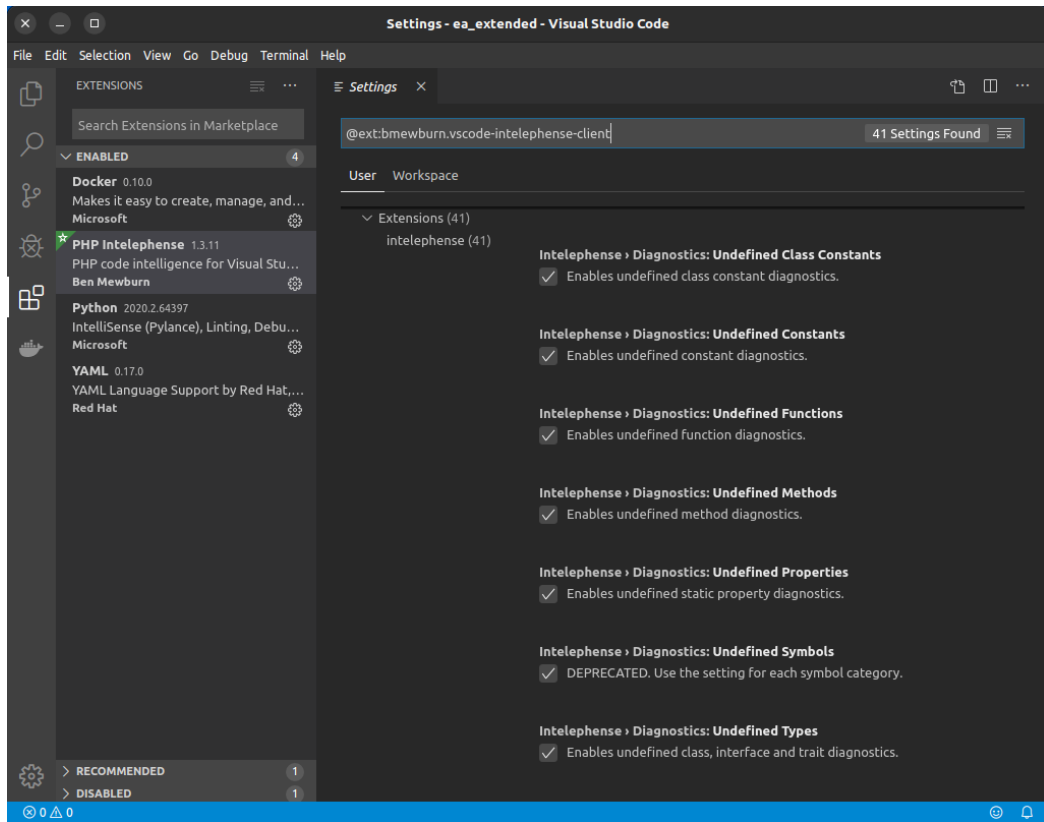 Settings - ea_extended - Visual Studio Code
File Edit Selection View Go Debug Terminal Help
EXTENSIONS
Search Extensions in Marketplace
ENABLED 4
Docker 0.10.0
Makes it easy to create, manage, and...
Microsoft
PHP Intelephense 1.3.11
PHP code intelligence for Visual Stu...
Ben Mewburn
Python 2020.2.64397
IntelliSense (Pylance), Linting, Debu...
Microsoft
YAML 0.17.0
YAML Language Support by Red Hat,...
Red Hat
RECOMMENDED 1
DISABLED 1
Settings
@ext:bmewburn.vscode-intelephense-client 41 Settings Found
User Workspace
Extensions (41)
intelephense (41)
Intelephense › Diagnostics: Undefined Class Constants
Enables undefined class constant diagnostics.
Intelephense › Diagnostics: Undefined Constants
Enables undefined constant diagnostics.
Intelephense › Diagnostics: Undefined Functions
Enables undefined function diagnostics.
Intelephense › Diagnostics: Undefined Methods
Enables undefined method diagnostics.
Intelephense › Diagnostics: Undefined Properties
Enables undefined static property diagnostics.
Intelephense › Diagnostics: Undefined Symbols
DEPRECATED. Use the setting for each symbol category.
Intelephense › Diagnostics: Undefined Types
Enables undefined class, interface and trait diagnostics.
0 0